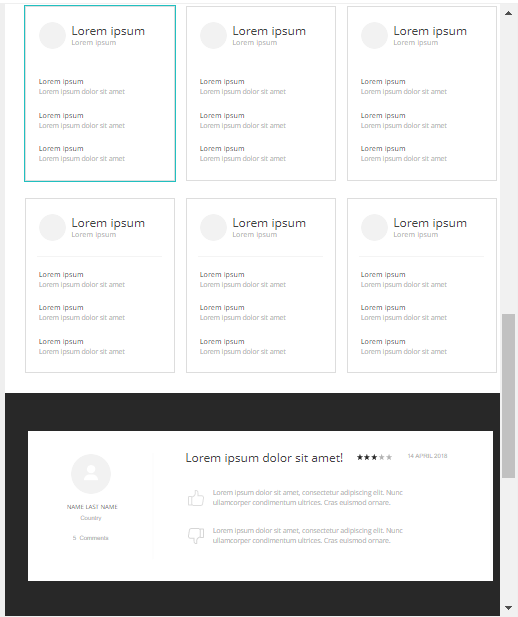 Lorem ipsum
Lorem ipsum
Lorem ipsum
Lorem ipsum dolor sit amet
Lorem ipsum
Lorem ipsum dolor sit amet
Lorem ipsum
Lorem ipsum dolor sit amet
Lorem ipsum
Lorem ipsum
Lorem ipsum
Lorem ipsum dolor sit amet
Lorem ipsum
Lorem ipsum dolor sit amet
Lorem ipsum
Lorem ipsum dolor sit amet
Lorem ipsum
Lorem ipsum
Lorem ipsum
Lorem ipsum dolor sit amet
Lorem ipsum
Lorem ipsum dolor sit amet
Lorem ipsum
Lorem ipsum dolor sit amet
Lorem ipsum
Lorem ipsum
Lorem ipsum
Lorem ipsum dolor sit amet
Lorem ipsum
Lorem ipsum dolor sit amet
Lorem ipsum
Lorem ipsum dolor sit amet
Lorem ipsum
Lorem ipsum
Lorem ipsum
Lorem ipsum dolor sit amet
Lorem ipsum
Lorem ipsum dolor sit amet
Lorem ipsum
Lorem ipsum dolor sit amet
Lorem ipsum
Lorem ipsum
Lorem ipsum
Lorem ipsum dolor sit amet
Lorem ipsum
Lorem ipsum dolor sit amet
Lorem ipsum
Lorem ipsum dolor sit amet
NAME LAST NAME
Country
5 Comments
Lorem ipsum dolor sit amet!
14 APRIL 2018
Lorem ipsum dolor sit amet, consectetur adipiscing elit. Nunc
ullamcorper condimentum ultrices. Cras euismod ornare.
Lorem ipsum dolor sit amet, consectetur adipiscing elit. Nunc
ullamcorper condimentum ultrices. Cras euismod ornare.